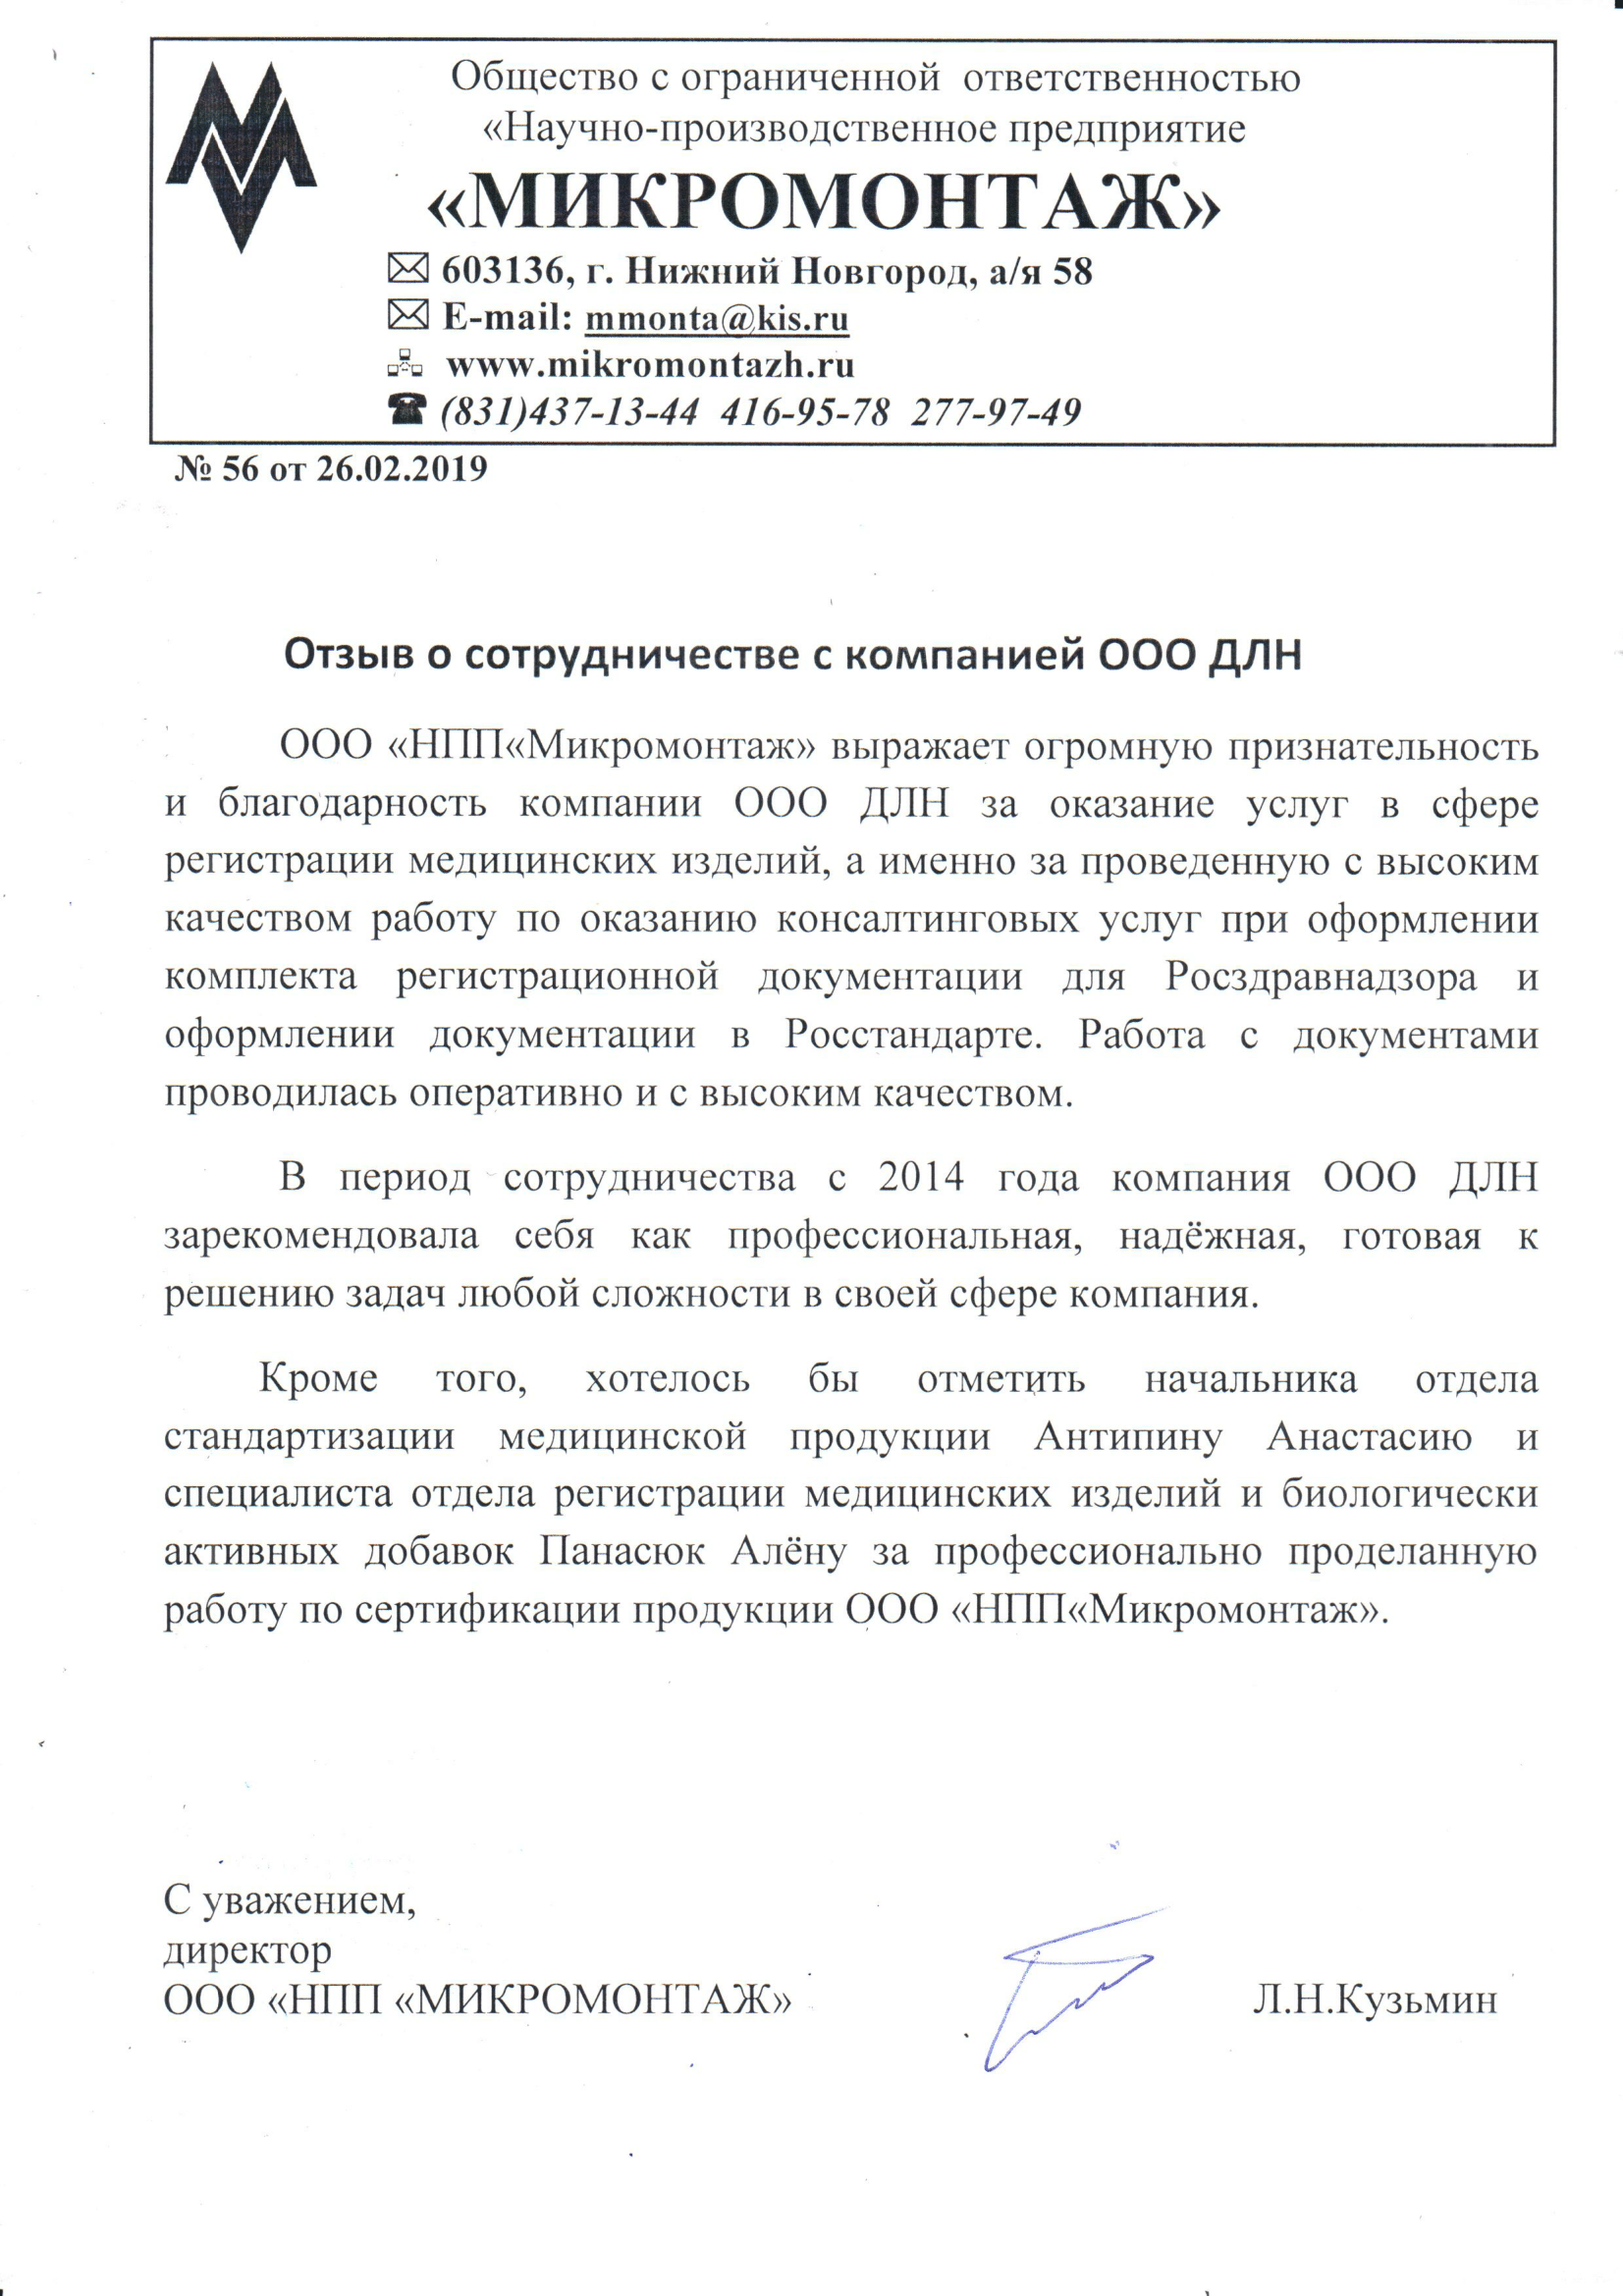 Общество с ограниченной ответственностью
«Научно-производственное предприятие
«МИКРОМОНТАЖ»
603136, г. Нижний Новгород, а/я 58
E-mail: mmonta@kis.ru
www.mikromontazh.ru
(831)437-13-44 416-95-78 277-97-49
№ 56 от 26.02.2019
Отзыв о сотрудничестве с компанией ООО ДЛН
ООО «НПП«Микромонтаж» выражает огромную признательность
и благодарность компании ООО ДЛН за оказание услуг в сфере
регистрации медицинских изделий, а именно за проведенную с высоким
качеством работу по оказанию консалтинговых услуг при оформлении
комплекта регистрационной документации для Росздравнадзора и
оформлении документации в Росстандарте. Работа с документами
проводилась оперативно и с высоким качеством.
В период сотрудничества с 2014 года компания ООО ДЛН
зарекомендовала себя как профессиональная, надёжная, готовая к
решению задач любой сложности в своей сфере компания.
Кроме того, хотелось бы отметить начальника отдела
стандартизации медицинской продукции Антипину Анастасию и
специалиста отдела регистрации медицинских изделий и биологически
активных добавок Панасюк Алёну за профессионально проделанную
работу по сертификации продукции ООО «НПП«Микромонтаж».
С уважением,
директор
ООО «НПП «МИКРОМОНТАЖ» Л.Н.Кузьмин